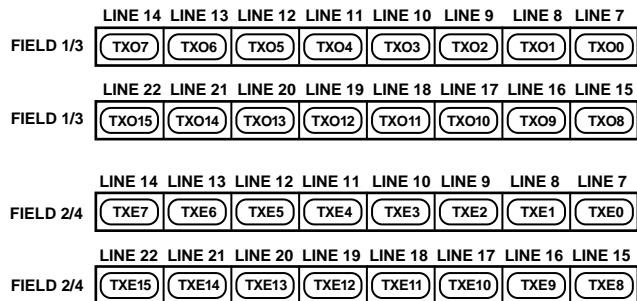 LINE 14 LINE 13 LINE 12 LINE 11 LINE 10 LINE 9 LINE 8 LINE 7
FIELD 1/3 TXO7 TXO6 TXO5 TXO4 TXO3 TXO2 TXO1 TXO0
LINE 22 LINE 21 LINE 20 LINE 19 LINE 18 LINE 17 LINE 16 LINE 15
FIELD 1/3 TXO15 TXO14 TXO13 TXO12 TXO11 TXO10 TXO9 TXO8
LINE 14 LINE 13 LINE 12 LINE 11 LINE 10 LINE 9 LINE 8 LINE 7
FIELD 2/4 TXE7 TXE6 TXE5 TXE4 TXE3 TXE2 TXE1 TXE0
LINE 22 LINE 21 LINE 20 LINE 19 LINE 18 LINE 17 LINE 16 LINE 15
FIELD 2/4 TXE15 TXE14 TXE13 TXE12 TXE11 TXE10 TXE9 TXE8